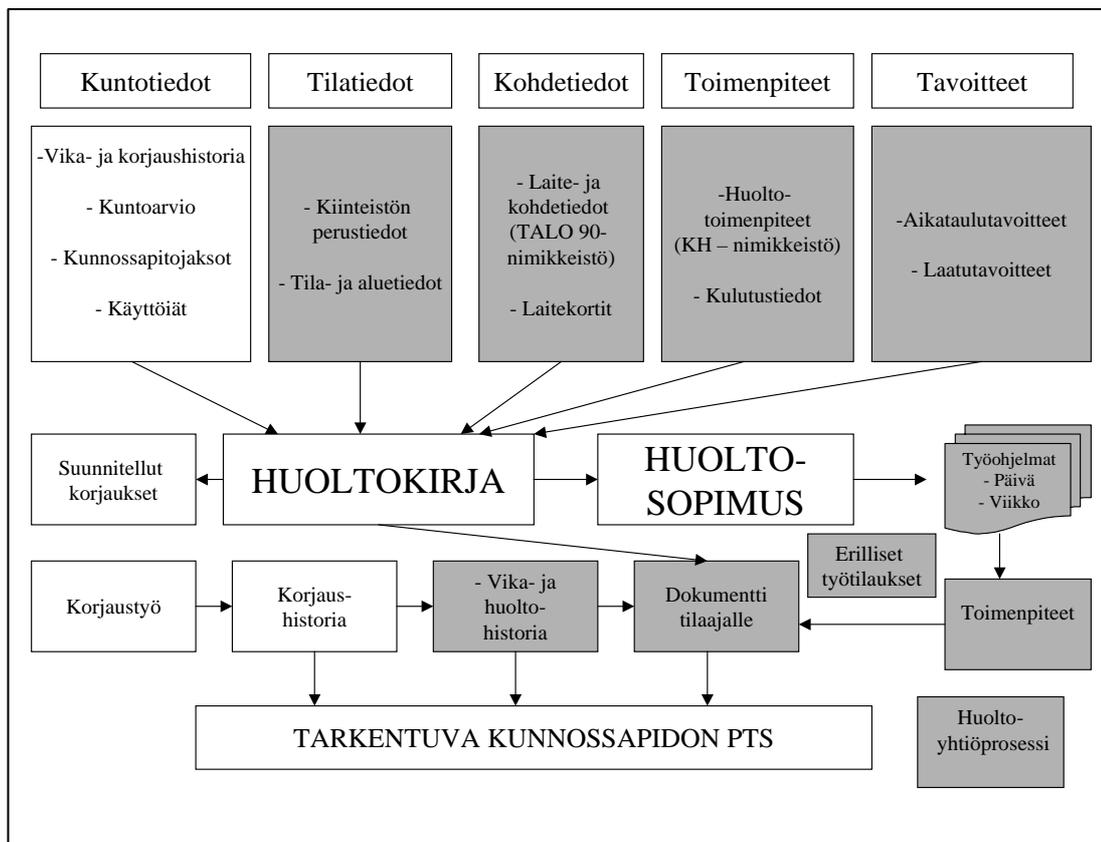 Kuntotiedot
Tilatiedot
Kohdetiedot
Toimenpiteet
Tavoitteet
-Vika- ja korjaushistoria
- Kuntoarvio
- Kunnossapitojaksot
- Käyttöiät
- Kiinteistön
perustiedot
- Tila- ja aluetiedot
- Laite- ja
kohdetiedot
(TALO 90-
nimikkeistö)
- Laitekortit
-Huolto-
toimenpiteet
(KH – nimikkeistö)
- Kulutustiedot
-Aikataulutavoitteet
- Laatutavoitteet
Suunnitellut
korjaukset
HUOLTOKIRJA
HUOLTO-
SOPIMUS
Työohjelmat
- Päivä
- Viikko
Erilliset
työtilaukset
Korjaustyö
Korjaus-
historia
- Vika- ja
huolto-
historia
Dokumentti
tilaajalle
Toimenpiteet
TARKENTUVA KUNNOSSAPIDON PTS
Huolto-
yhtiöprosessi